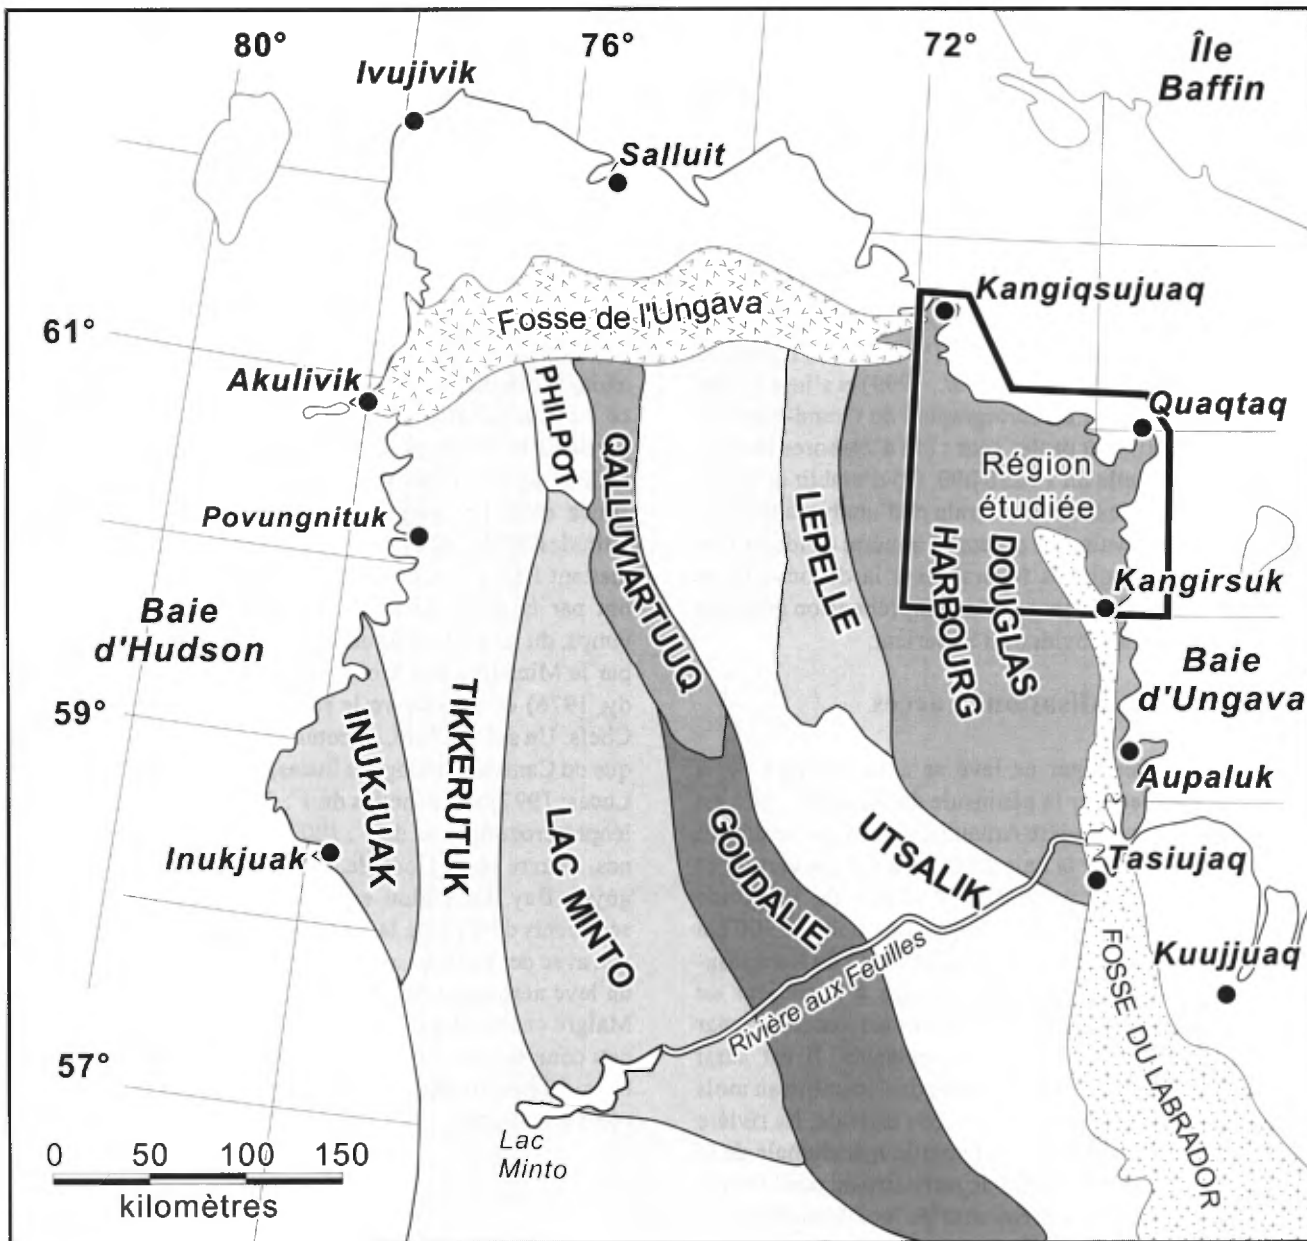 80°
76°
72°
Île
Baffin
Ivujivik
Salluit
Kangiqsujuaq
61°
Fosse de l'Ungava
Akulivik
PHILPOT
QALLUVIARTUUQ
Quaqtaq
Région
étudiée
LEPELLE
DOUGLAS
HARBOURG
Povungnituk
Kangirsuk
Baie
d'Hudson
Baie
d'Ungava
59°
INUKJUAK
TIKKERUTUK
Aupaluk
LAC MINTO
GOUDALIE
UTSALIK
Inukjuak
Tasiujaq
Rivière aux Feuilles
Kuujjuaq
FOSSE DU LABRADOR
57°
Lac
Minto
0 50 100 150
kilomètres